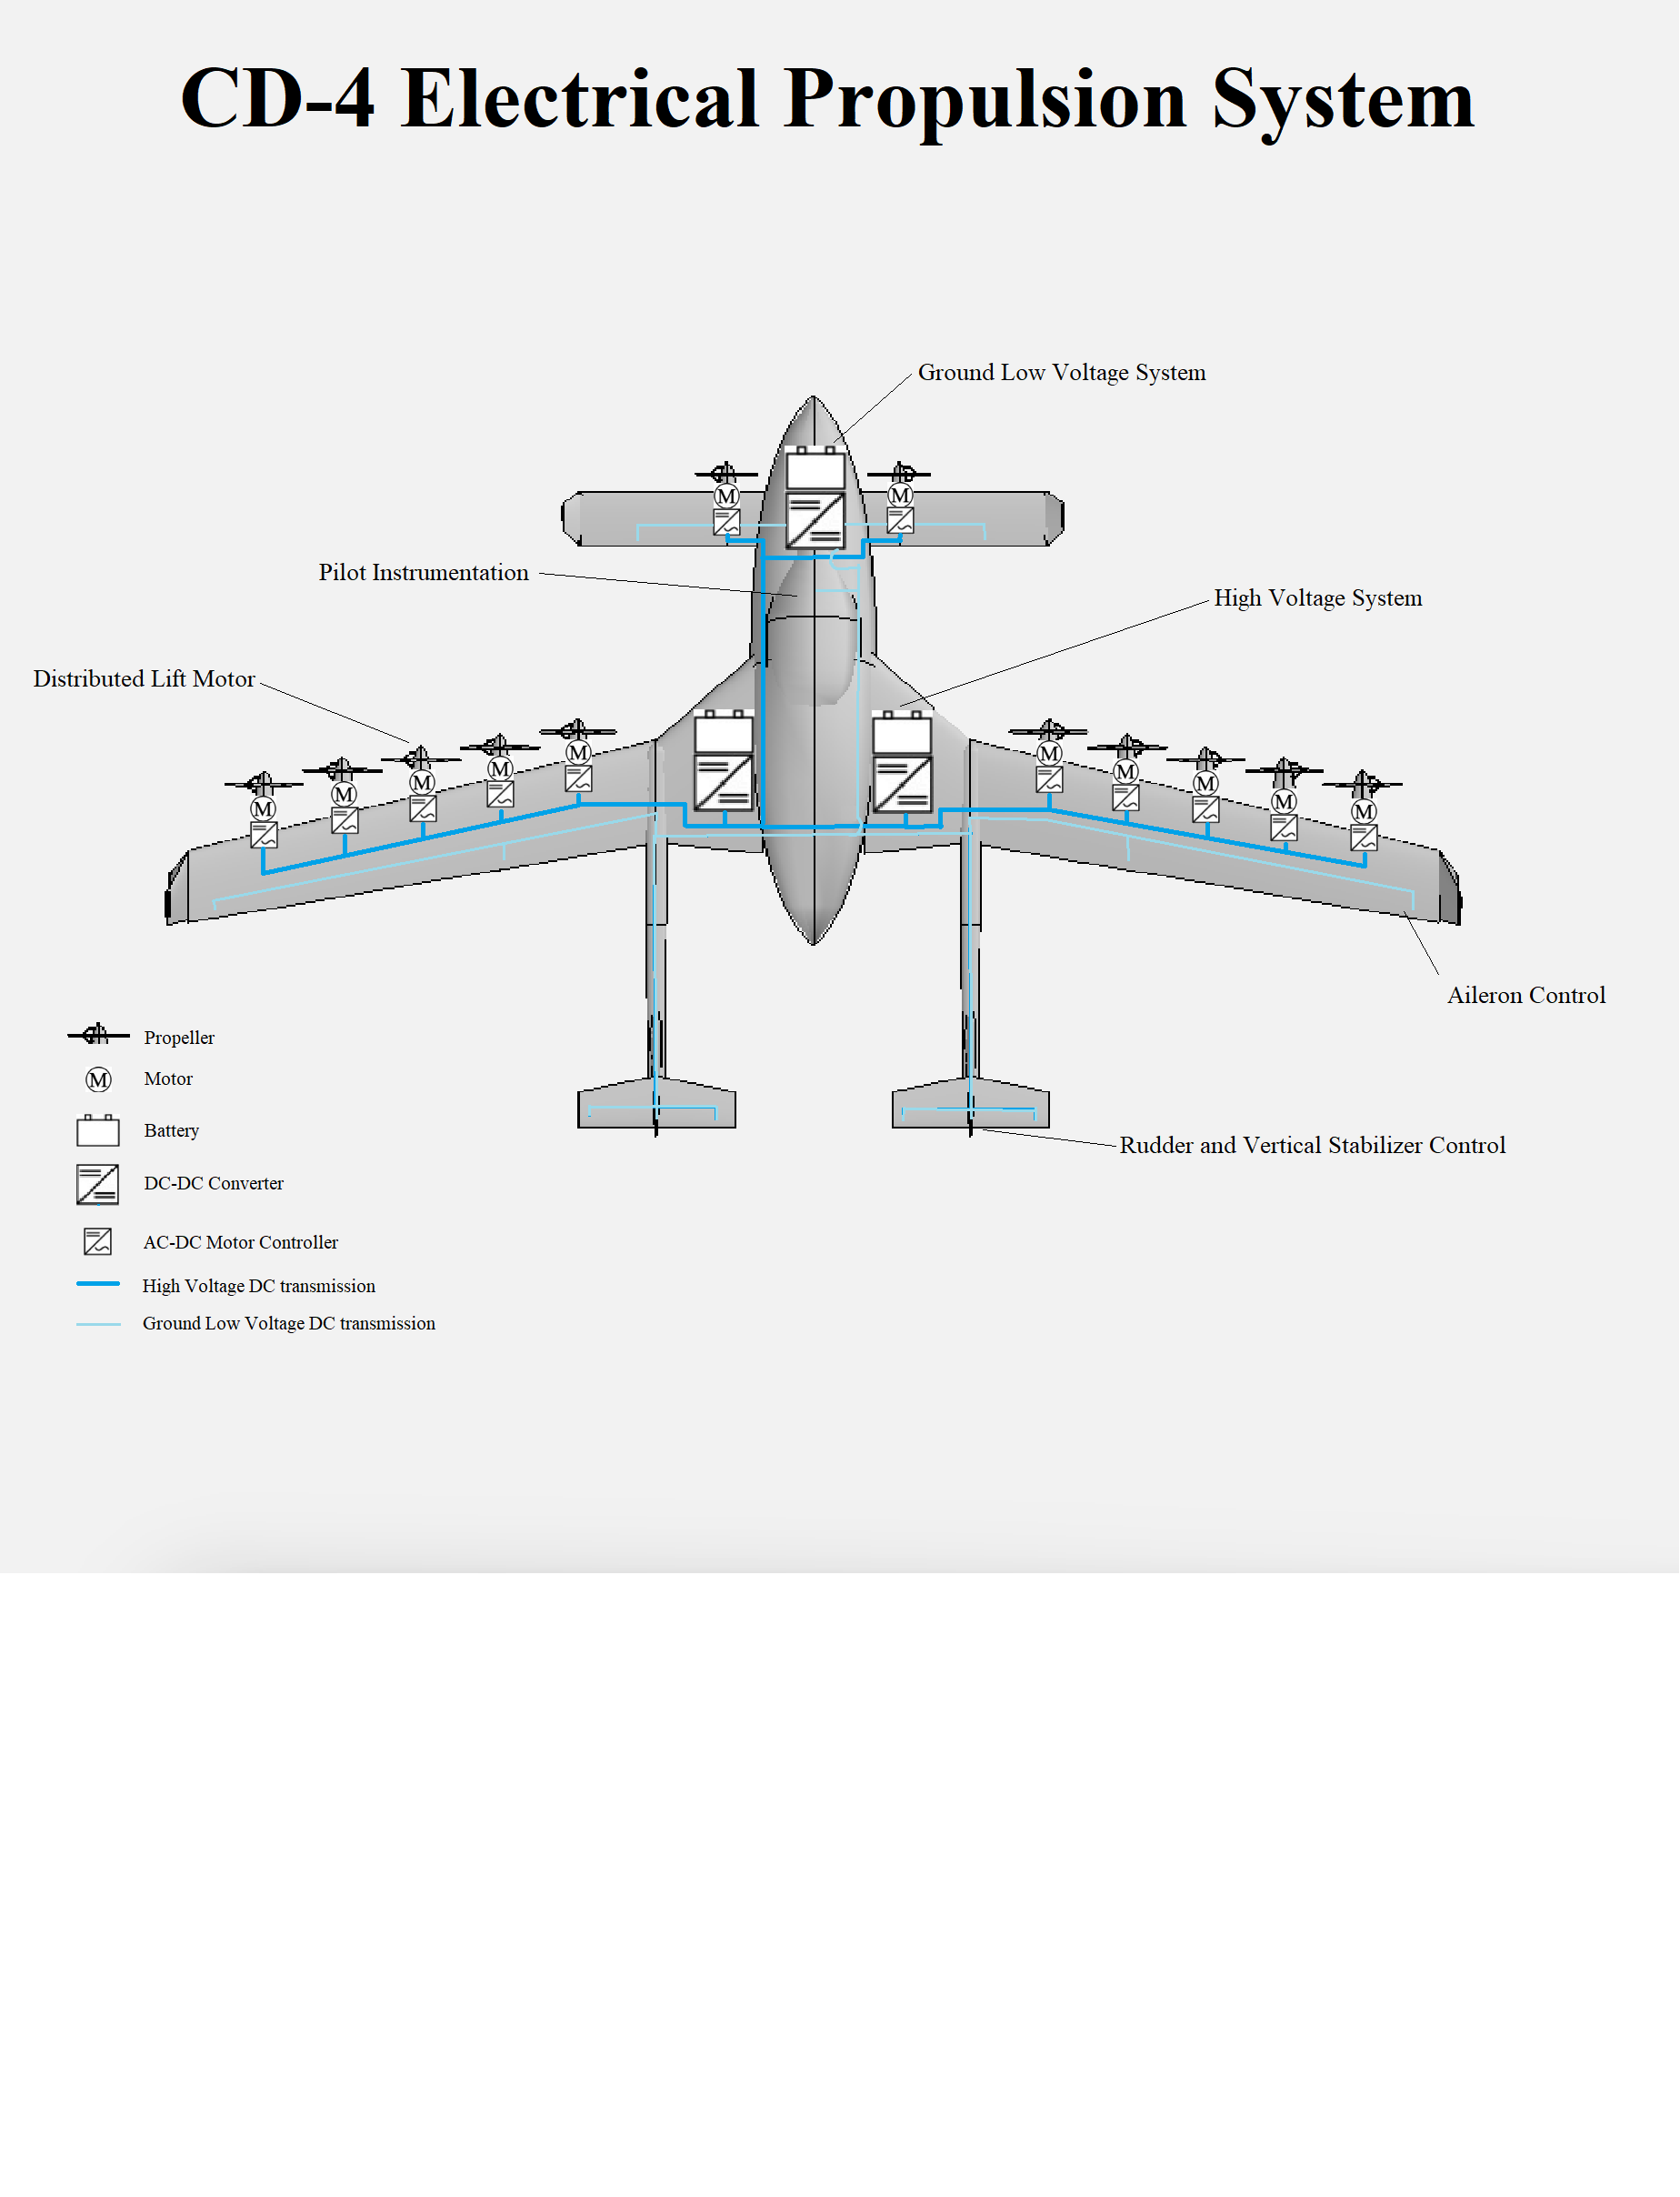 CD-4 Electrical Propulsion System
Ground Low Voltage System
Pilot Instrumentation
High Voltage System
Distributed Lift Motor
M
M
M
M
M
M
M
M
M
M
M
M
Aileron Control
Rudder and Vertical Stabilizer Control
Propeller
M
Motor
Battery
DC-DC Converter
AC-DC Motor Controller
High Voltage DC transmission
Ground Low Voltage DC transmission